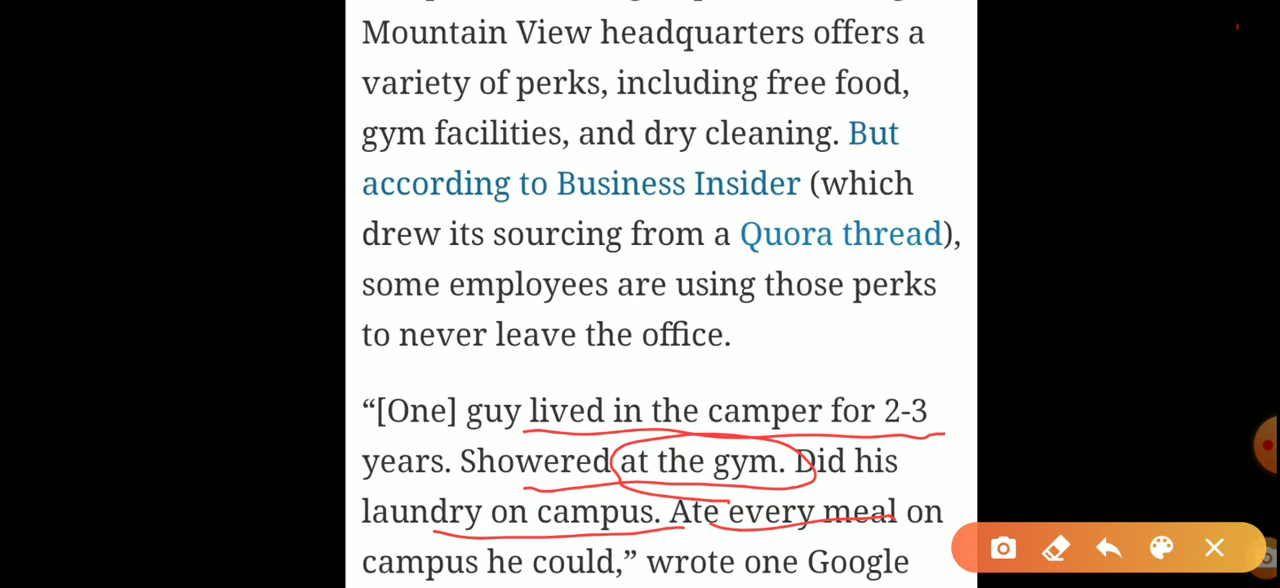 Mountain View headquarters offers a
variety of perks, including free food,
gym facilities, and dry cleaning. But
according to Business Insider (which
drew its sourcing from a Quora thread),
some employees are using those perks
to never leave the office.
“[One] guy lived in the camper for 2-3
years. Showered at the gym. Did his
laundry on campus. Ate every meal on
campus he could,” wrote one Google